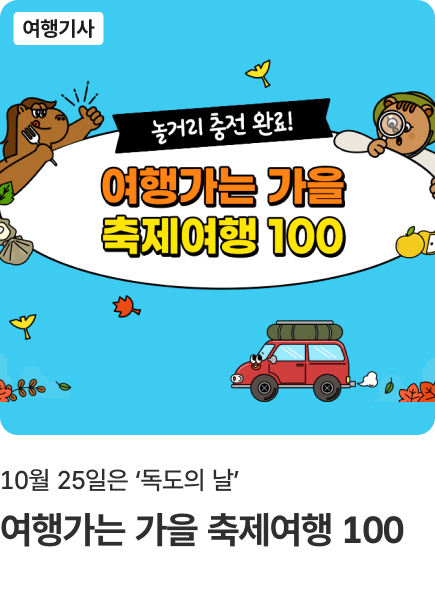 여행기사
놀거리 충전 완료!
여행가는 가을
축제여행 100
10월 25일은 ‘독도의 날’
여행가는 가을 축제여행 100